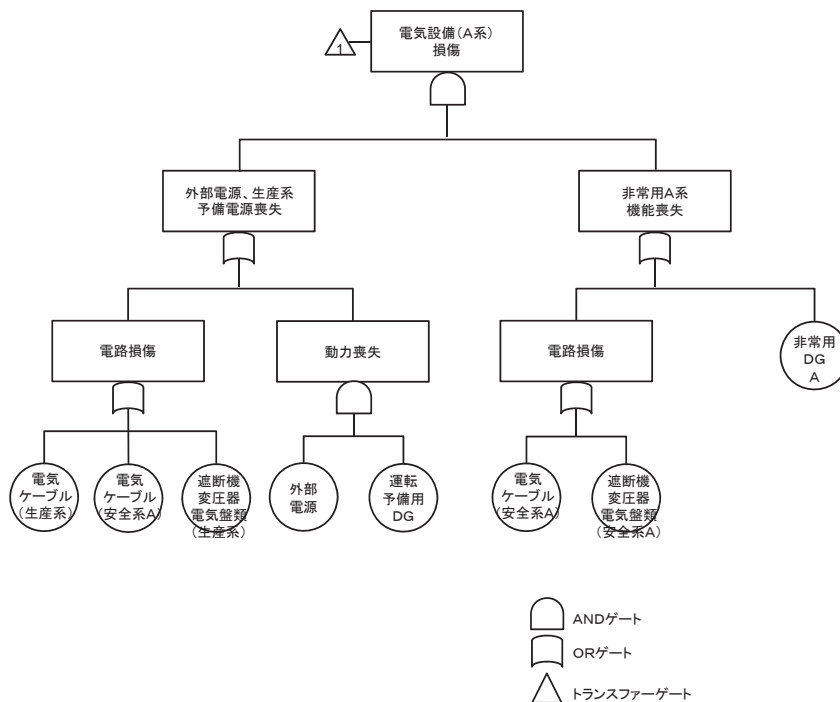 電気設備(A系)
損傷
1
外部電源、生産系
予備電源喪失
非常用A系
機能喪失
電路損傷
動力喪失
電路損傷
非常用
DG
A
電気
ケーブル
(生産系)
電気
ケーブル
(安全系A)
遮断機
変圧器
電気盤類
(生産系)
外部
電源
運転
予備用
DG
電気
ケーブル
(安全系A)
遮断機
変圧器
電気盤類
(安全系A)
ANDゲート
ORゲート
トランスファーゲート